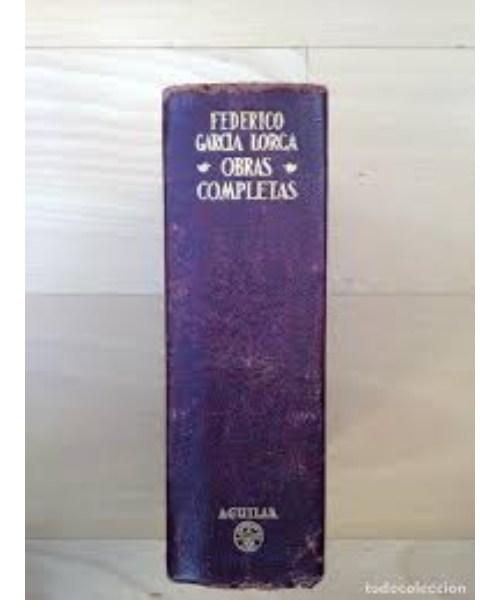 FEDERICO
GARCIA LORCA
OBRAS
COMPLETAS
AGUILAR
todocoleccion